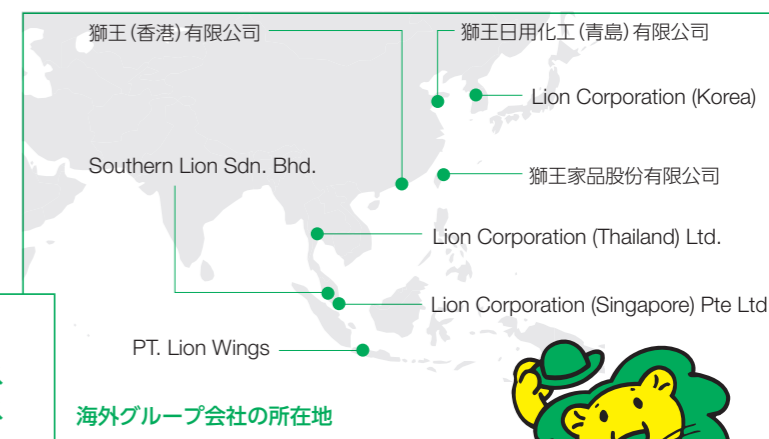 獅王（香港）有限公司
獅王日用化工（青島）有限公司
Lion Corporation (Korea)
Southern Lion Sdn. Bhd.
獅王家品股份有限公司
Lion Corporation (Thailand) Ltd.
Lion Corporation (Singapore) Pte Ltd
PT. Lion Wings
海外グループ会社の所在地